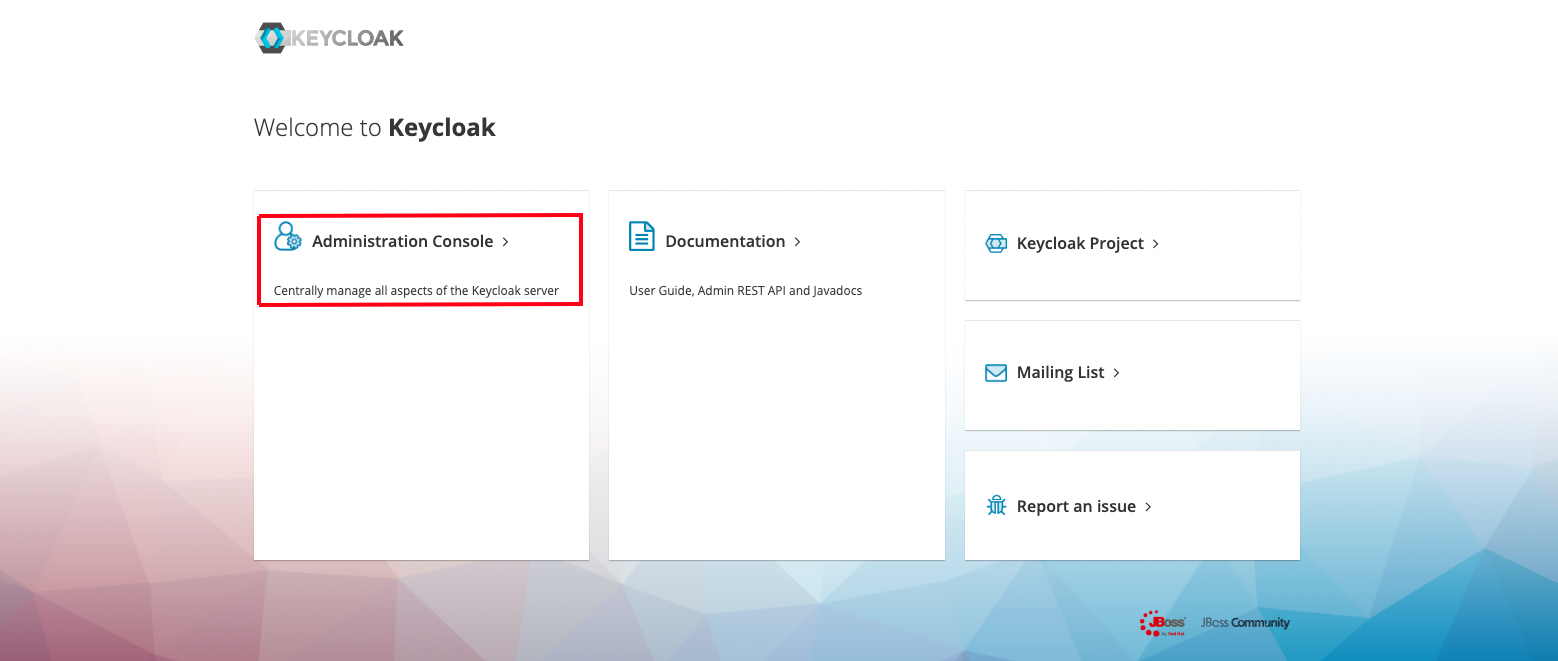 KEYCLOAK
Welcome to Keycloak
Administration Console
Centrally manage all aspects of the Keycloak server
Documentation
User Guide, Admin REST API and Javadocs
Keycloak Project
Mailing List
Report an issue
JBoss by Red Hat
JBoss Community